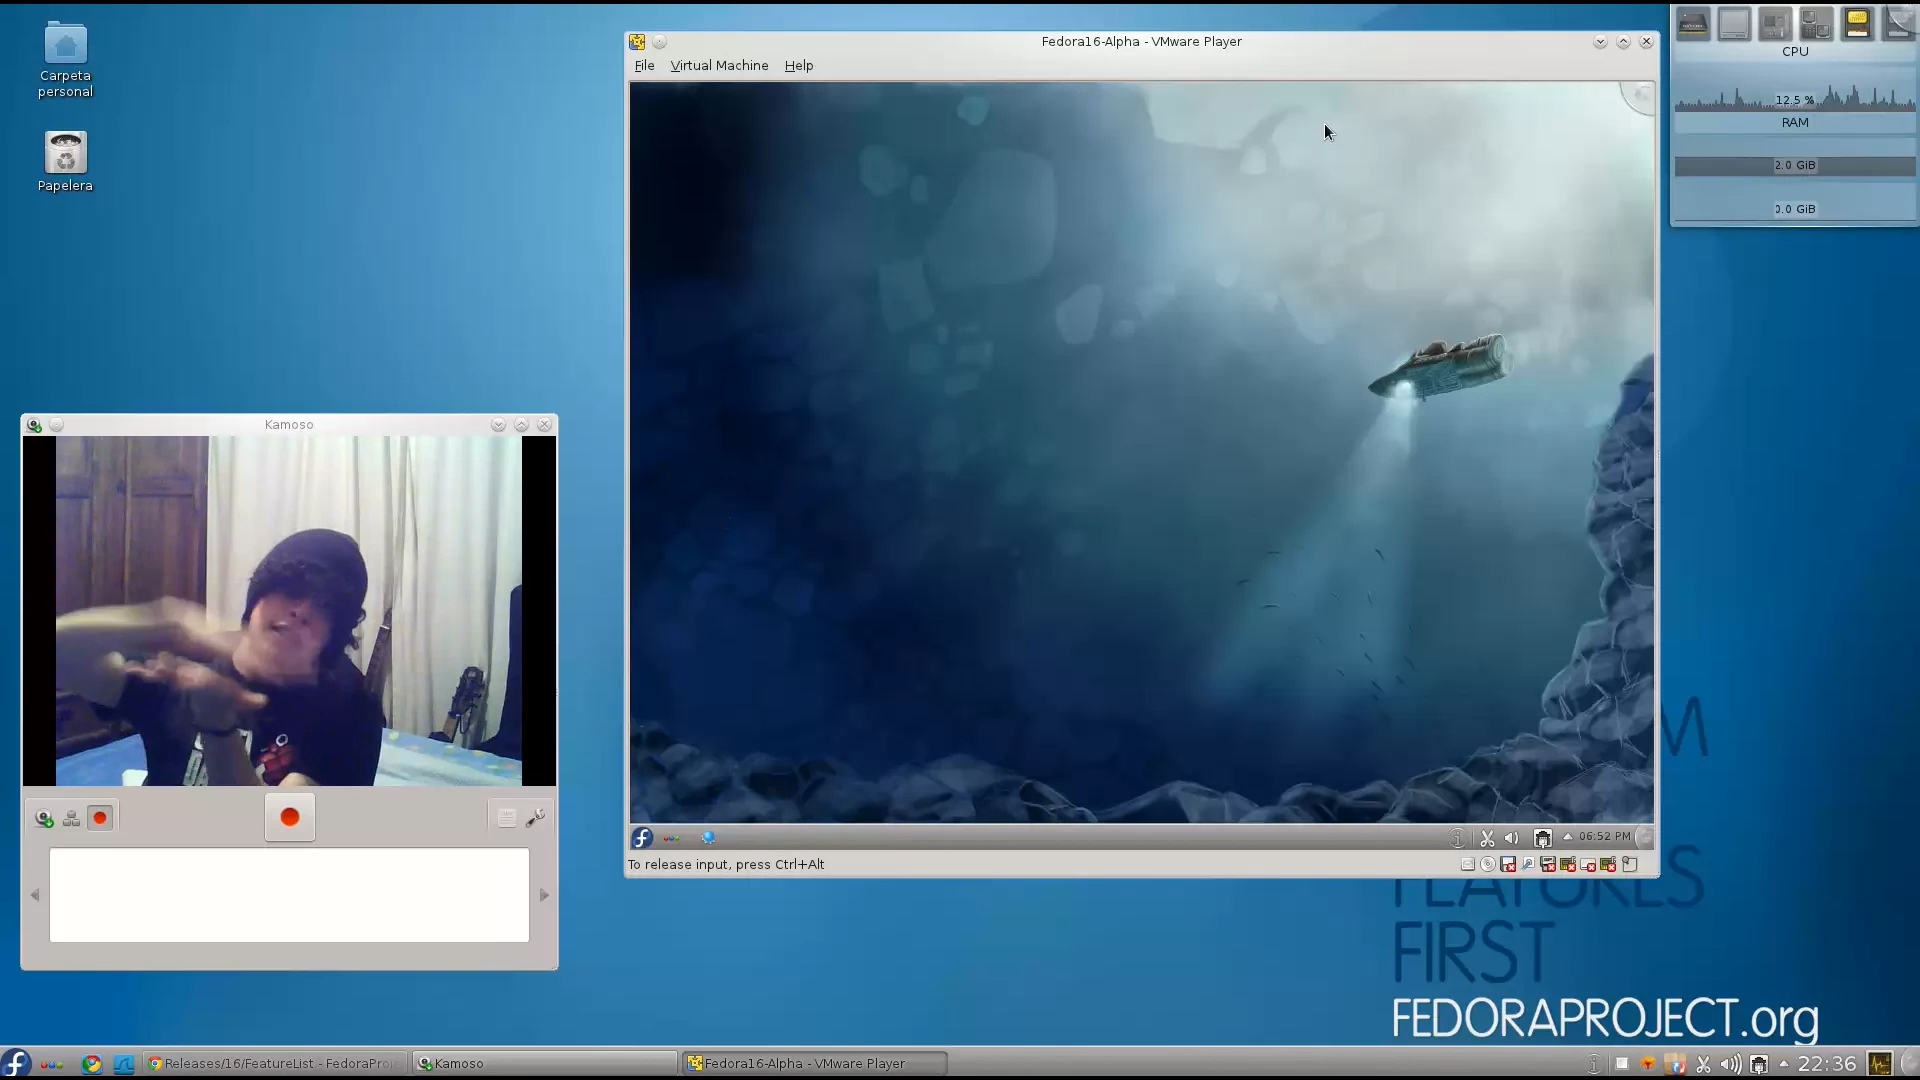 Carpeta
personal
Papelera
Fedora16-Alpha - VMware Player
File Virtual Machine Help
CPU
12.5 %
RAM
2.0 GiB
0.0 GiB
Kamoso
06:52 PM
To release input, press Ctrl+Alt
FEATURES
FIRST
FEDORAPROJECT.org
Releases/16/FeatureList - FedoraProj
Kamoso
Fedora16-Alpha - VMware Player
22:36